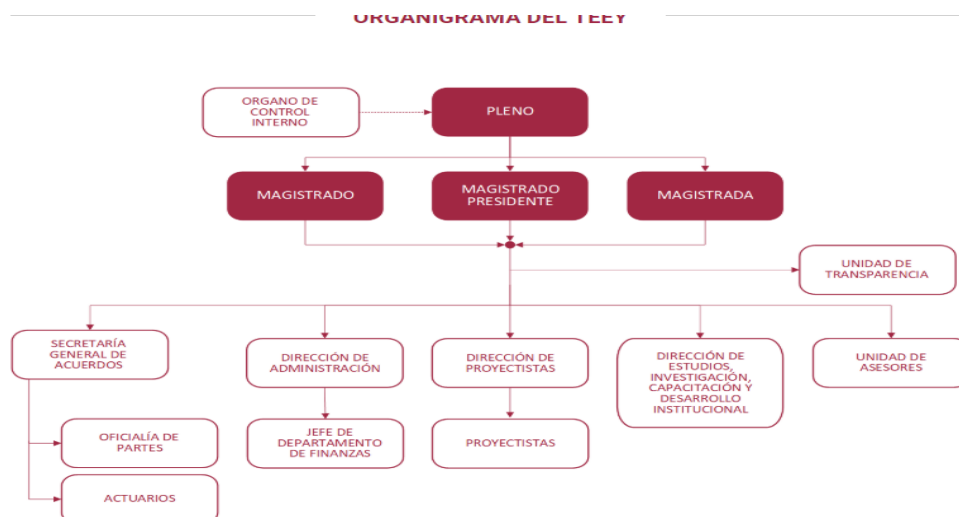 ORGANIGRAMA DEL TEEY
ORGANO DE
CONTROL
INTERNO
PLENO
MAGISTRADO
MAGISTRADO
PRESIDENTE
MAGISTRADA
UNIDAD DE
TRANSPARENCIA
SECRETARÍA
GENERAL DE
ACUERDOS
DIRECCIÓN DE
ADMINISTRACIÓN
DIRECCIÓN DE
PROYECTISTAS
DIRECCIÓN DE
ESTUDIOS,
INVESTIGACIÓN,
CAPACITACIÓN Y
DESARROLLO
INSTITUCIONAL
UNIDAD DE
ASESORES
OFICIALÍA DE
PARTES
JEFE DE
DEPARTAMENTO
DE FINANZAS
PROYECTISTAS
ACTUARIOS